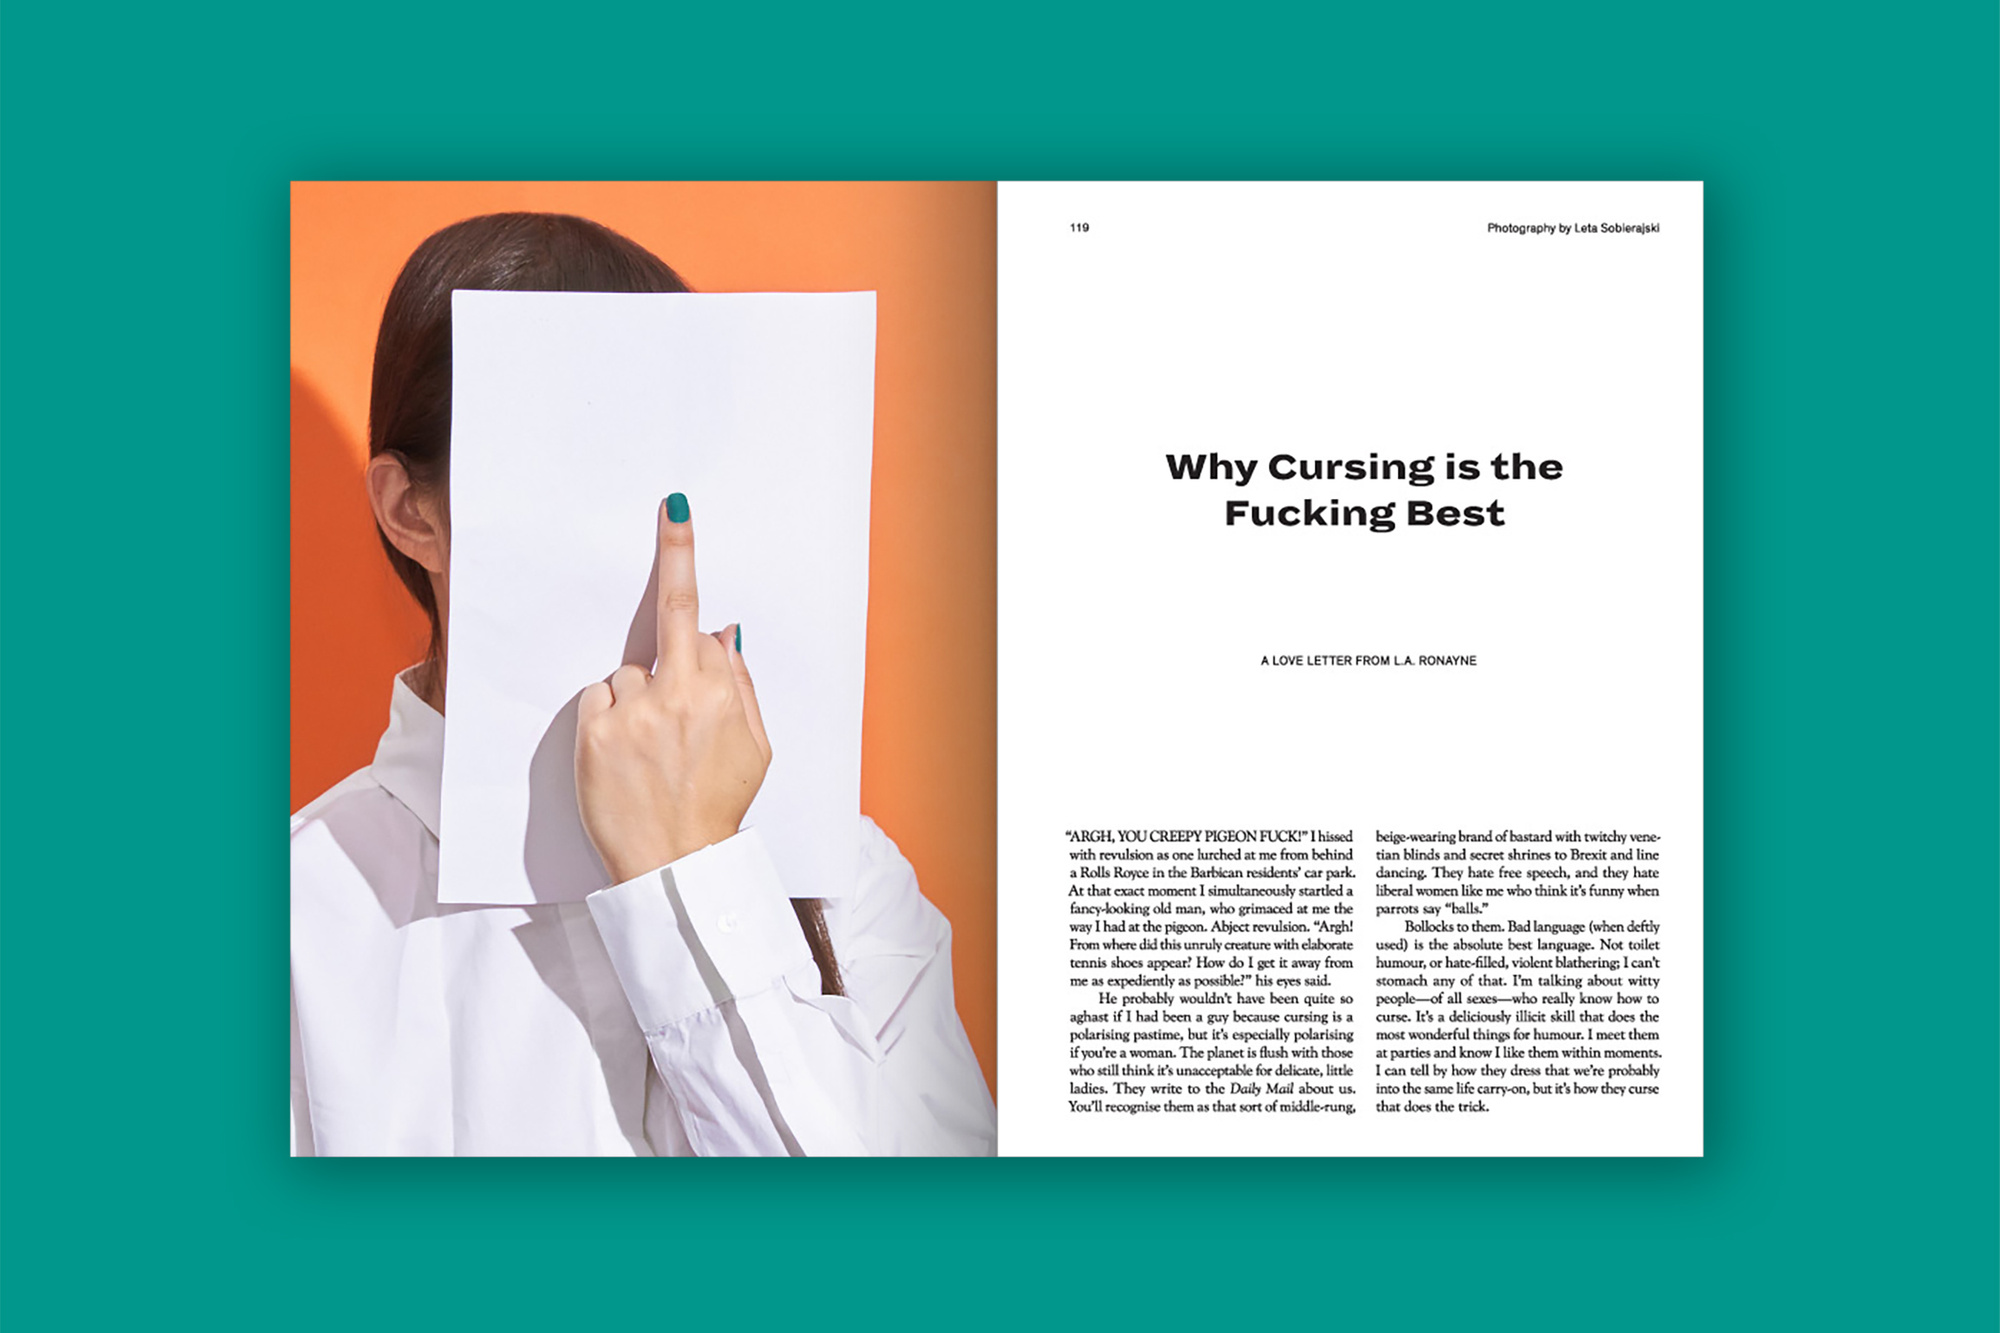 119
Photography by Leta Sobierajski
Why Cursing is the
Fucking Best
A LOVE LETTER FROM L.A. RONAYNE
“ARGH, YOU CREEPY PIGEON FUCK!” I hissed
with revulsion as one lurched at me from behind
a Rolls Royce in the Barbican residents’ car park.
At that exact moment I simultaneously startled a
fancy-looking old man, who grimaced at me the
way I had at the pigeon. Abject revulsion. “Argh!
From where did this unruly creature with elaborate
tennis shoes appear? How do I get it away from
me as expediently as possible?” his eyes said.
He probably wouldn’t have been quite so
aghast if I had been a guy because cursing is a
polarising pastime, but it’s especially polarising
if you’re a woman. The planet is flush with those
who still think it’s unacceptable for delicate, little
ladies. They write to the Daily Mail about us.
You’ll recognise them as that sort of middle-rung,
beige-wearing brand of bastard with twitchy vene-
tian blinds and secret shrines to Brexit and line
dancing. They hate free speech, and they hate
liberal women like me who think it’s funny when
parrots say “balls.”
Bollocks to them. Bad language (when deftly
used) is the absolute best language. Not toilet
humour, or hate-filled, violent blathering; I can’t
stomach any of that. I’m talking about witty
people—of all sexes—who really know how to
curse. It’s a deliciously illicit skill that does the
most wonderful things for humour. I meet them
at parties and know I like them within moments.
I can tell by how they dress that we’re probably
into the same life carry-on, but it’s how they curse
that does the trick.